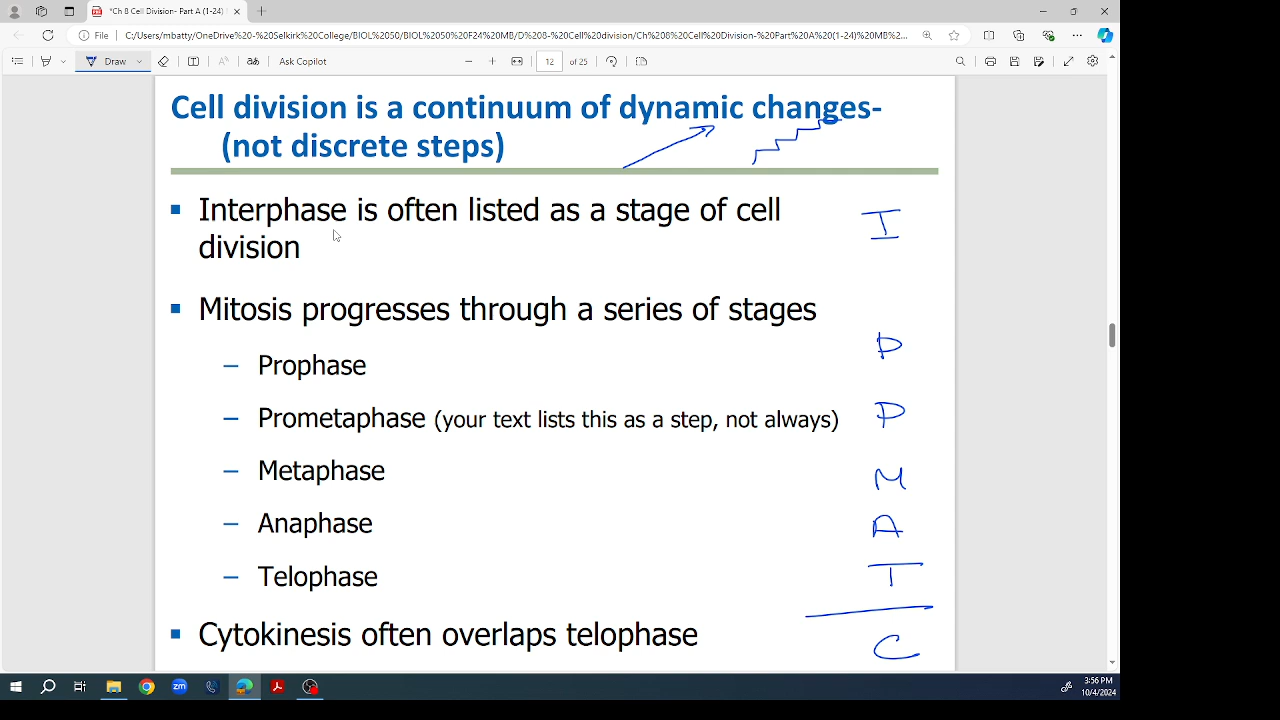 *Ch 8 Cell Division- Part A (1-24)
File
C:/Users/mbatty/OneDrive%20-%20Selkirk%20College/BIOL%2050/BIOL%2050%20F24%20MB/D%208-%20Cell%20division/Ch%208%20Cell%20Division-%20Part%20A%20(1-24)%20MB%2...
Draw
Ask Copilot
12
of 25
Cell division is a continuum of dynamic changes-
(not discrete steps)
Interphase is often listed as a stage of cell
division
I
Mitosis progresses through a series of stages
– Prophase
P
– Prometaphase (your text lists this as a step, not always)
P
– Metaphase
M
– Anaphase
A
– Telophase
T
Cytokinesis often overlaps telophase
C
zm
3:56 PM
10/4/2024